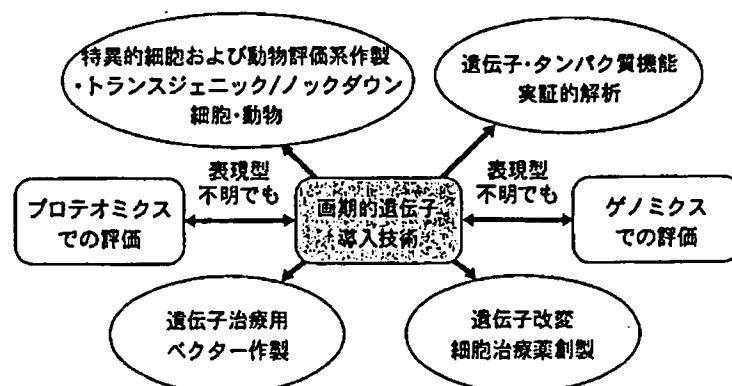 特異的細胞および動物評価系作製
・トランスジェニック/ノックダウン
細胞・動物
遺伝子・タンパク質機能
実証的解析
表現型
不明でも
表現型
不明でも
プロテオミクス
での評価
画期的遺伝子
導入技術
ゲノミクス
での評価
遺伝子治療用
ベクター作製
遺伝子改変
細胞治療薬創製